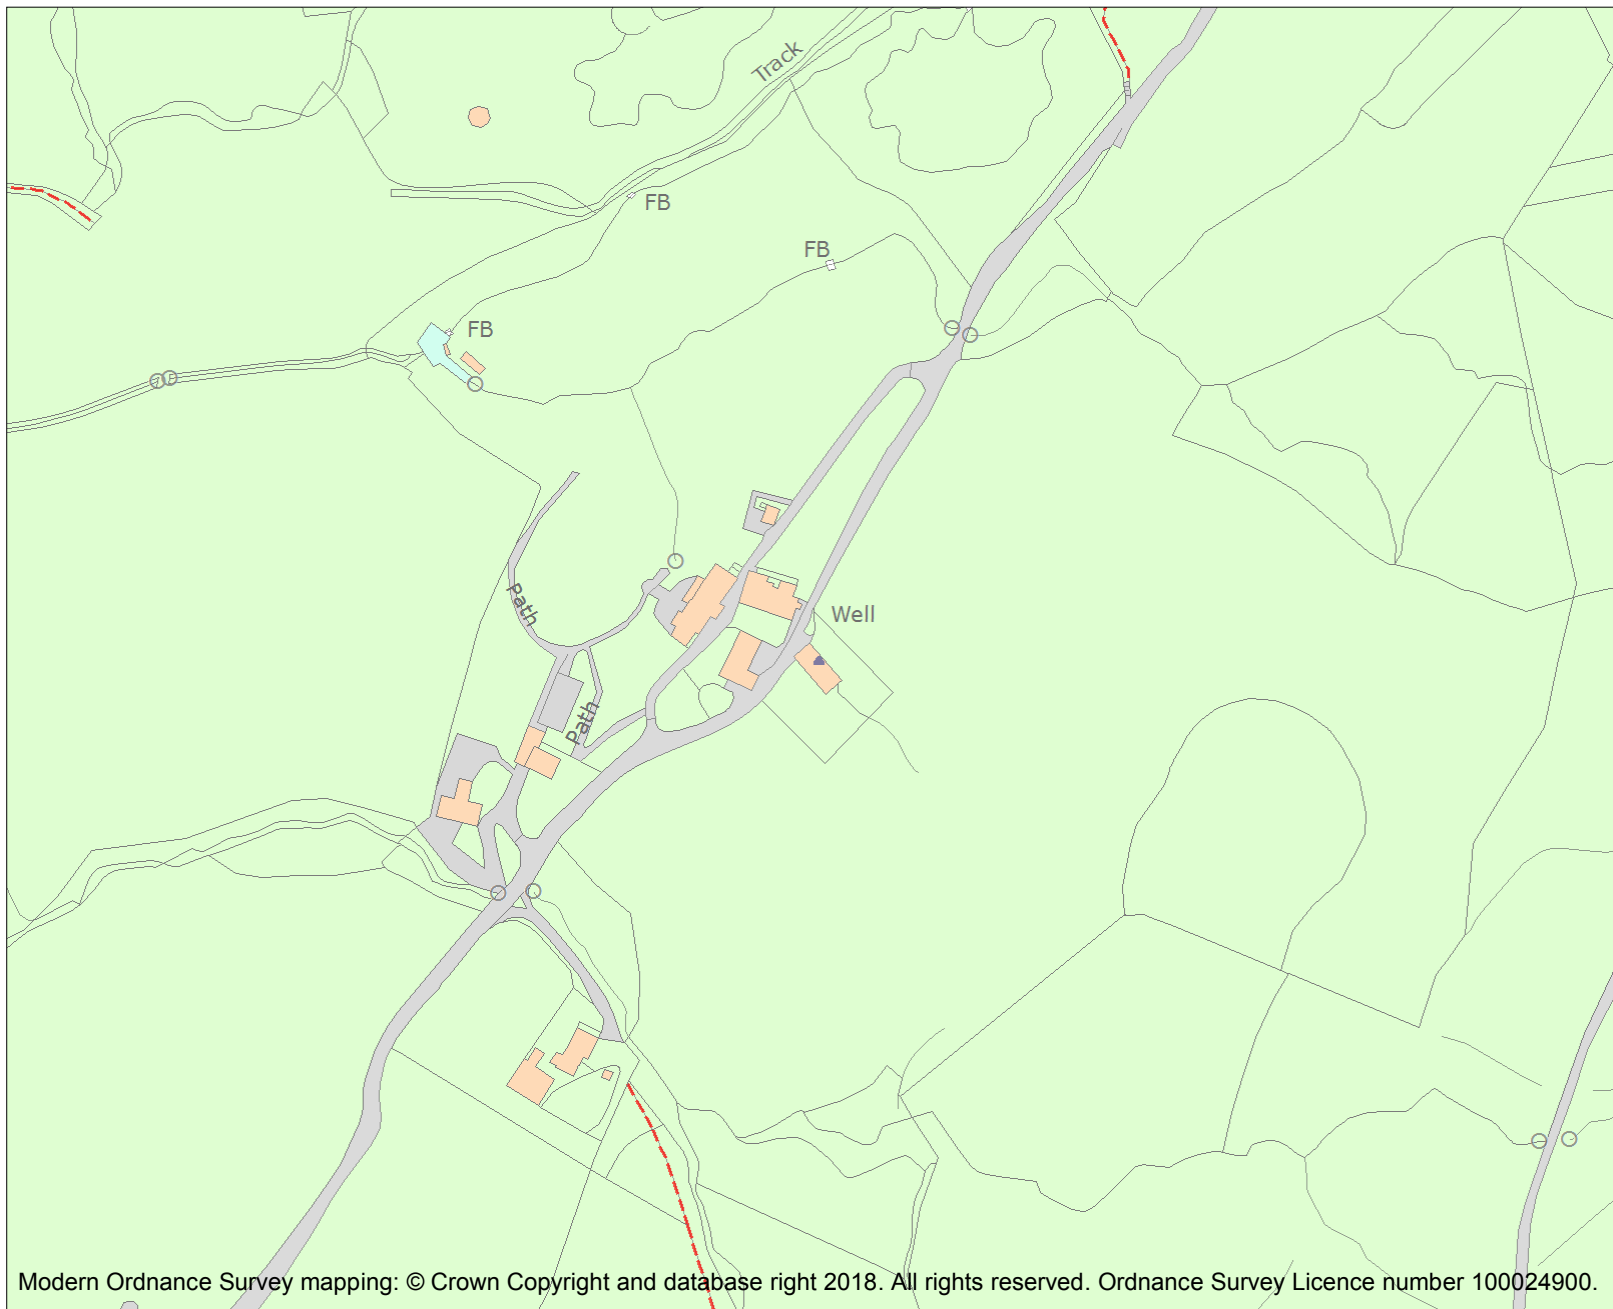 Track
FB
FB
FB
Path
Well
Path
Modern Ordnance Survey mapping: © Crown Copyright and database right 2018. All rights reserved. Ordnance Survey Licence number 100024900.